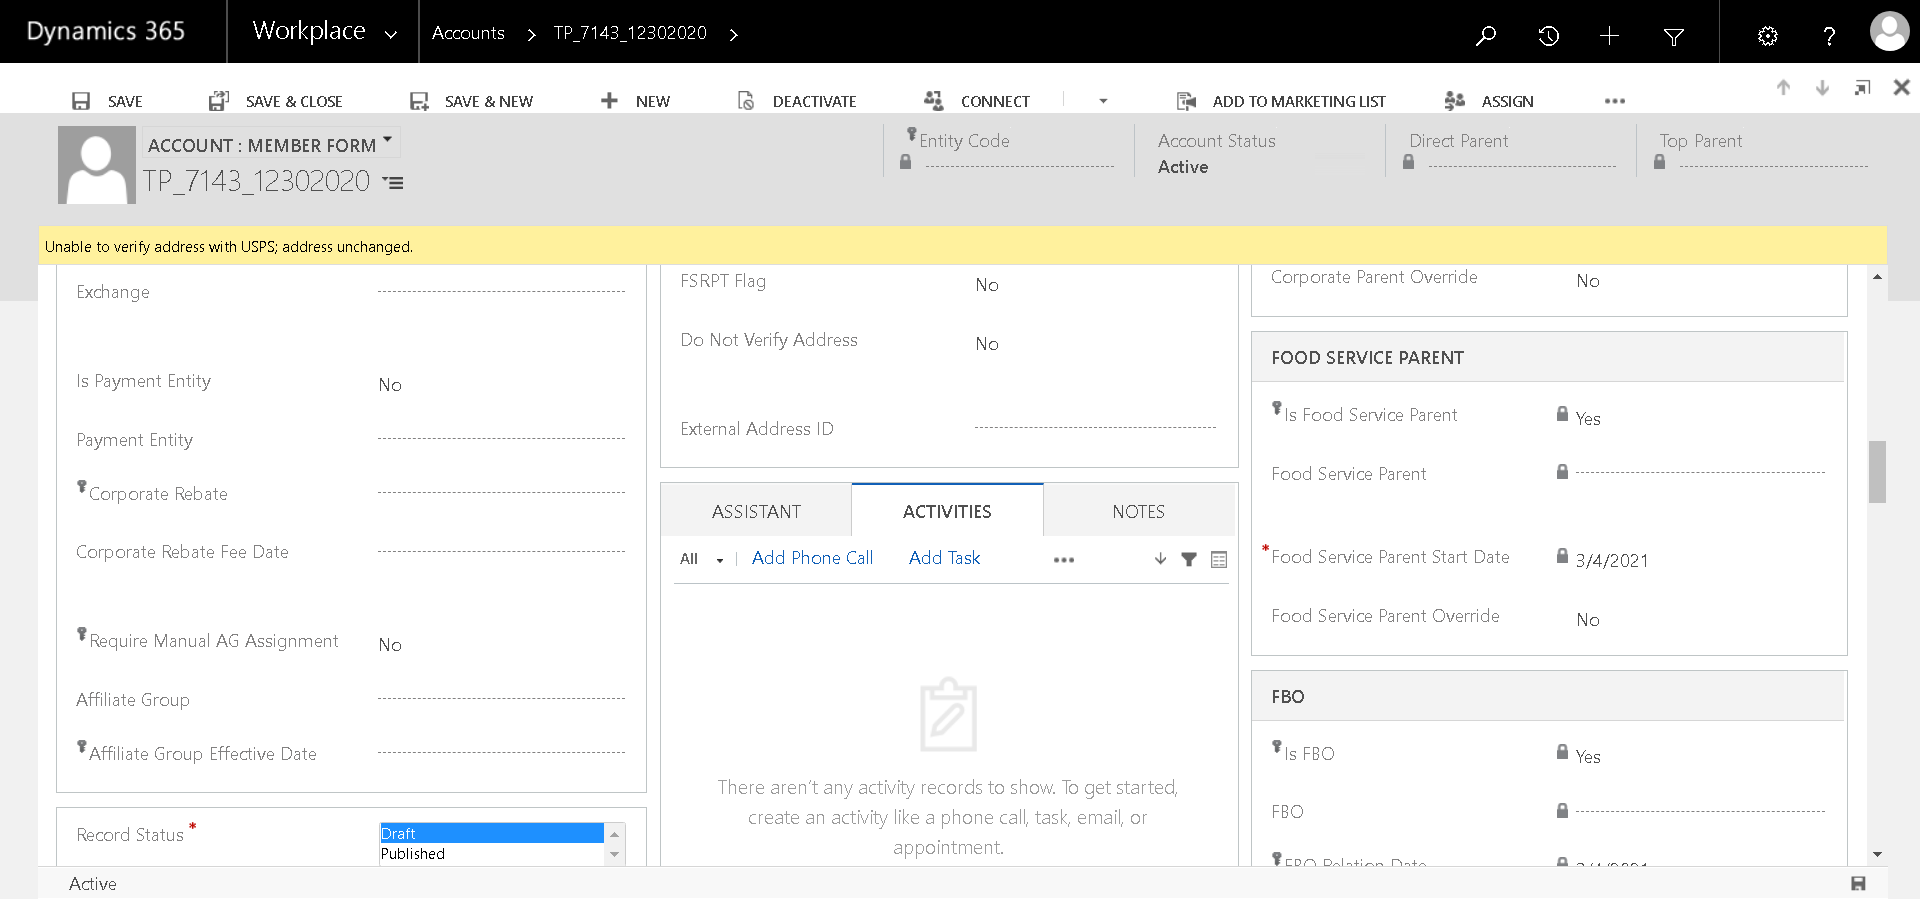 Dynamics 365
Workplace
Accounts
TP_7143_12302020
SAVE
SAVE & CLOSE
SAVE & NEW
NEW
DEACTIVATE
CONNECT
ADD TO MARKETING LIST
ASSIGN
ACCOUNT : MEMBER FORM
TP_7143_12302020
Entity Code
Account Status
Active
Direct Parent
Top Parent
Unable to verify address with USPS; address unchanged.
Exchange
Is Payment Entity
No
Payment Entity
Corporate Rebate
Corporate Rebate Fee Date
Require Manual AG Assignment
No
Affiliate Group
Affiliate Group Effective Date
Record Status *
Draft
Published
FSRPT Flag
No
Do Not Verify Address
No
External Address ID
ASSISTANT
ACTIVITIES
NOTES
All
Add Phone Call
Add Task
There aren't any activity records to show. To get started,
create an activity like a phone call, task, email, or
appointment.
Corporate Parent Override
No
FOOD SERVICE PARENT
Is Food Service Parent
Yes
Food Service Parent
* Food Service Parent Start Date
3/4/2021
Food Service Parent Override
No
FBO
Is FBO
Yes
FBO
FBO Relation Date
3/4/2021
Active